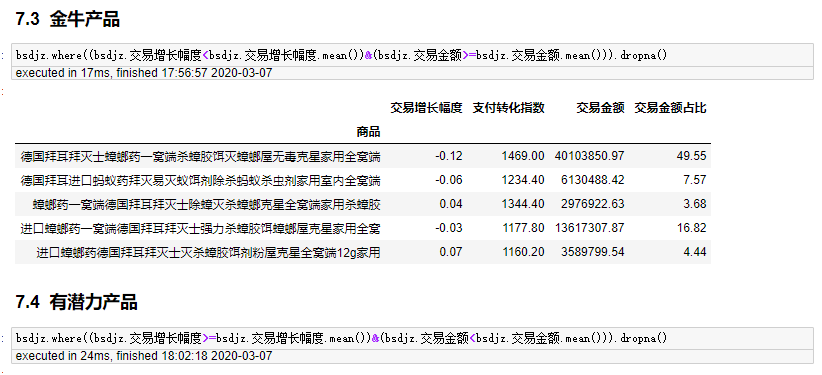 7.3 金牛产品
bsdjz.where((bsdjz.交易增长幅度<bsdjz.交易增长幅度.mean())&(bsdjz.交易金额>=bsdjz.交易金额.mean())).dropna()
executed in 17ms, finished 17:56:57 2020-03-07
交易增长幅度 支付转化指数 交易金额 交易金额占比
商品
德国拜耳拜灭士蟑螂药一窝端杀蟑胶饵灭蟑螂屋无毒克星家用全窝端 -0.12 1469.00 40103850.97 49.55
德国拜耳进口蚂蚁药拜灭易灭蚁饵剂除杀蚂蚁杀虫剂家用室内全窝端 -0.06 1234.40 6130488.42 7.57
蟑螂药一窝端德国拜耳拜灭士除蟑灭杀蟑螂克星全窝端家用杀蟑胶 0.04 1344.40 2976922.63 3.68
进口蟑螂药一窝端德国拜耳拜灭士强力杀蟑胶饵蟑螂屋克星家用全窝 -0.03 1177.80 13617307.87 16.82
进口蟑螂药德国拜耳拜灭士灭杀蟑胶饵剂粉屋克星全窝端12g家用 0.07 1160.20 3589799.54 4.44
7.4 有潜力产品
bsdjz.where((bsdjz.交易增长幅度>=bsdjz.交易增长幅度.mean())&(bsdjz.交易金额<bsdjz.交易金额.mean())).dropna()
executed in 24ms, finished 18:02:18 2020-03-07